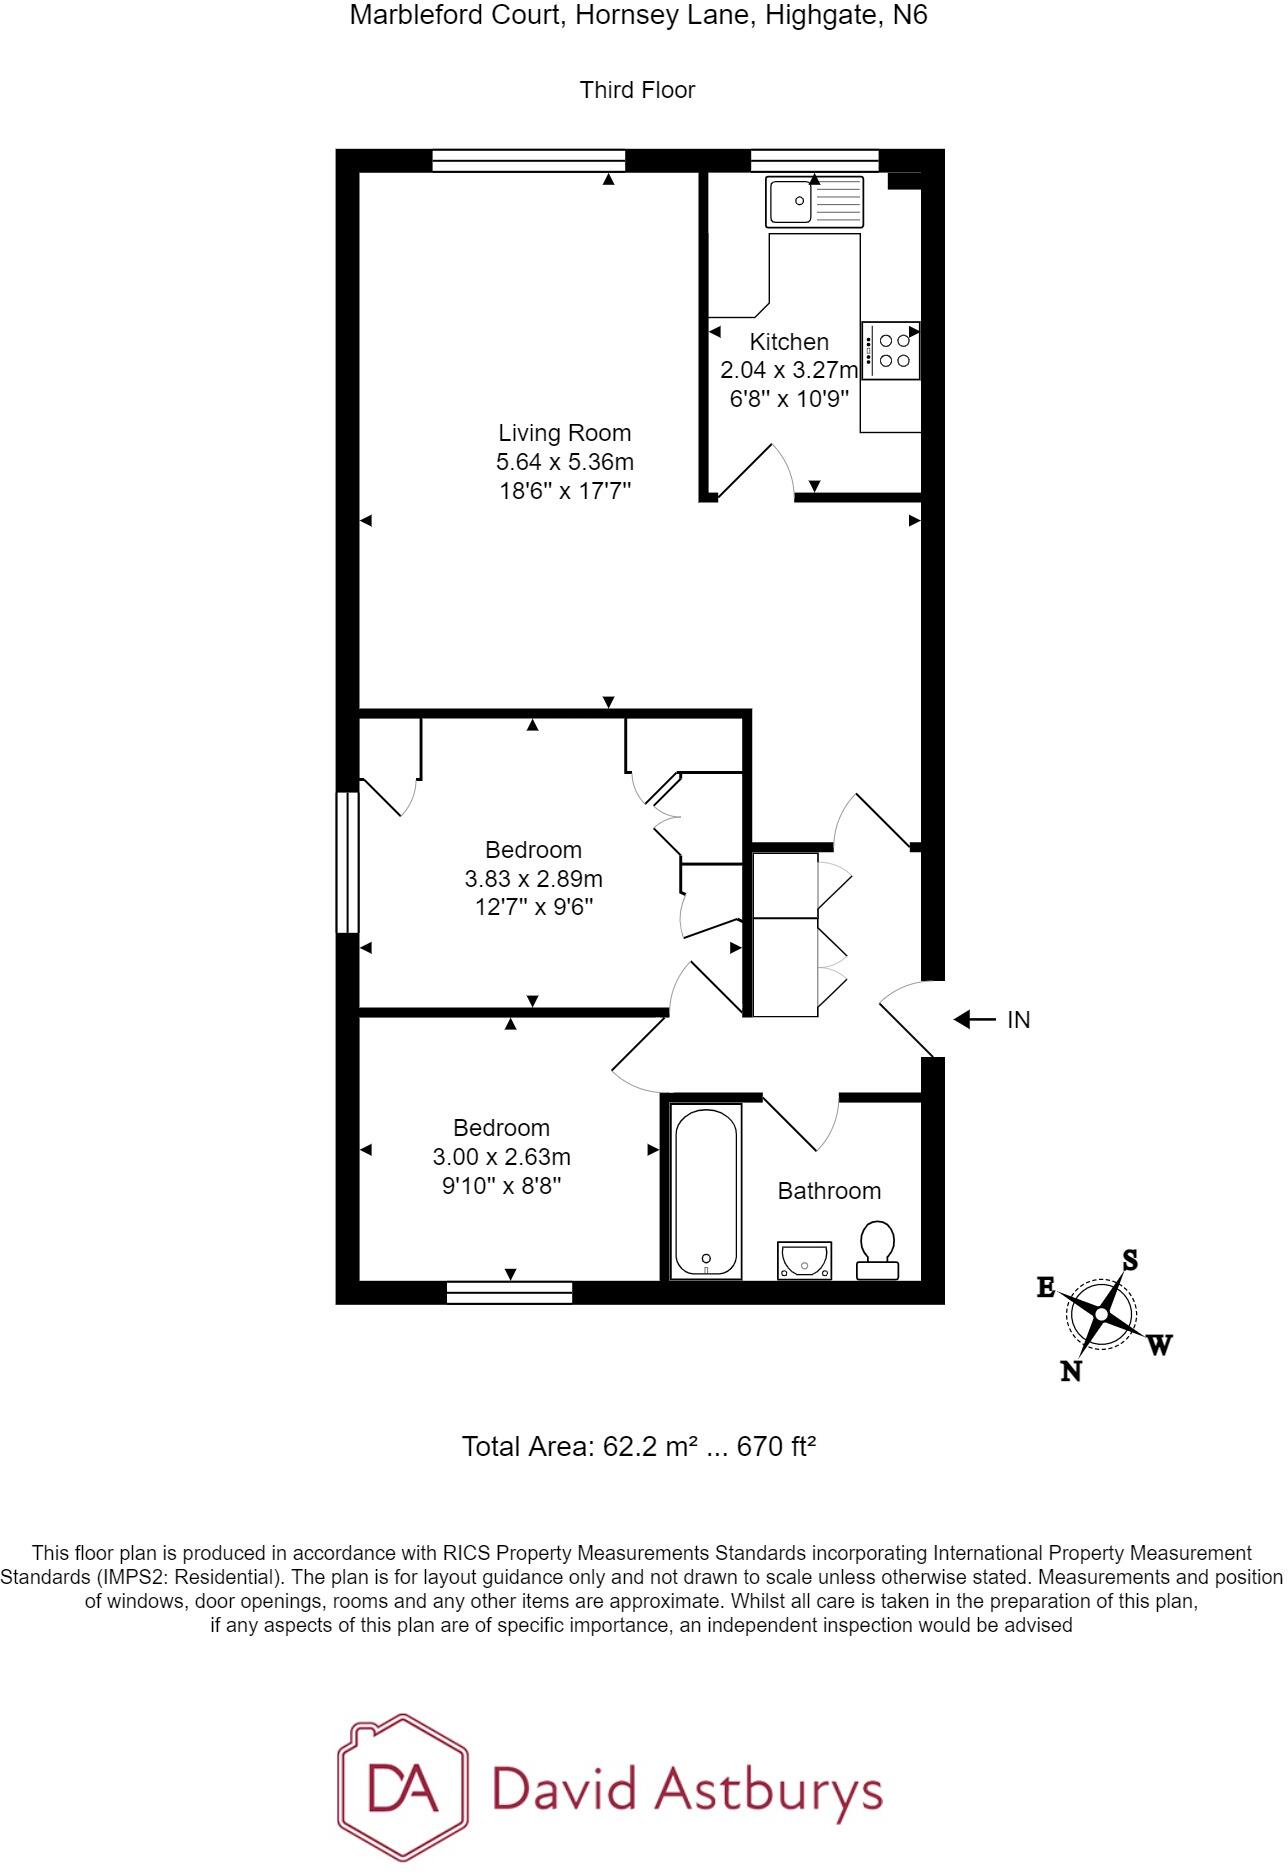 Marbleford Court, Hornsey Lane, Highgate, N6
Third Floor
Kitchen
2.04 x 3.27m
6'8" x 10'9"
Living Room
5.64 x 5.36m
18'6" x 17'7"
Bedroom
3.83 x 2.89m
12'7" x 9'6"
IN
Bedroom
3.00 x 2.63m
9'10" x 8'8"
Bathroom
S
E
W
N
Total Area: 62.2 m² ... 670 ft²
This floor plan is produced in accordance with RICS Property Measurements Standards incorporating International Property Measurement
Standards (IMPS2: Residential). The plan is for layout guidance only and not drawn to scale unless otherwise stated. Measurements and position
of windows, door openings, rooms and any other items are approximate. Whilst all care is taken in the preparation of this plan,
if any aspects of this plan are of specific importance, an independent inspection would be advised
DA
David Astburys